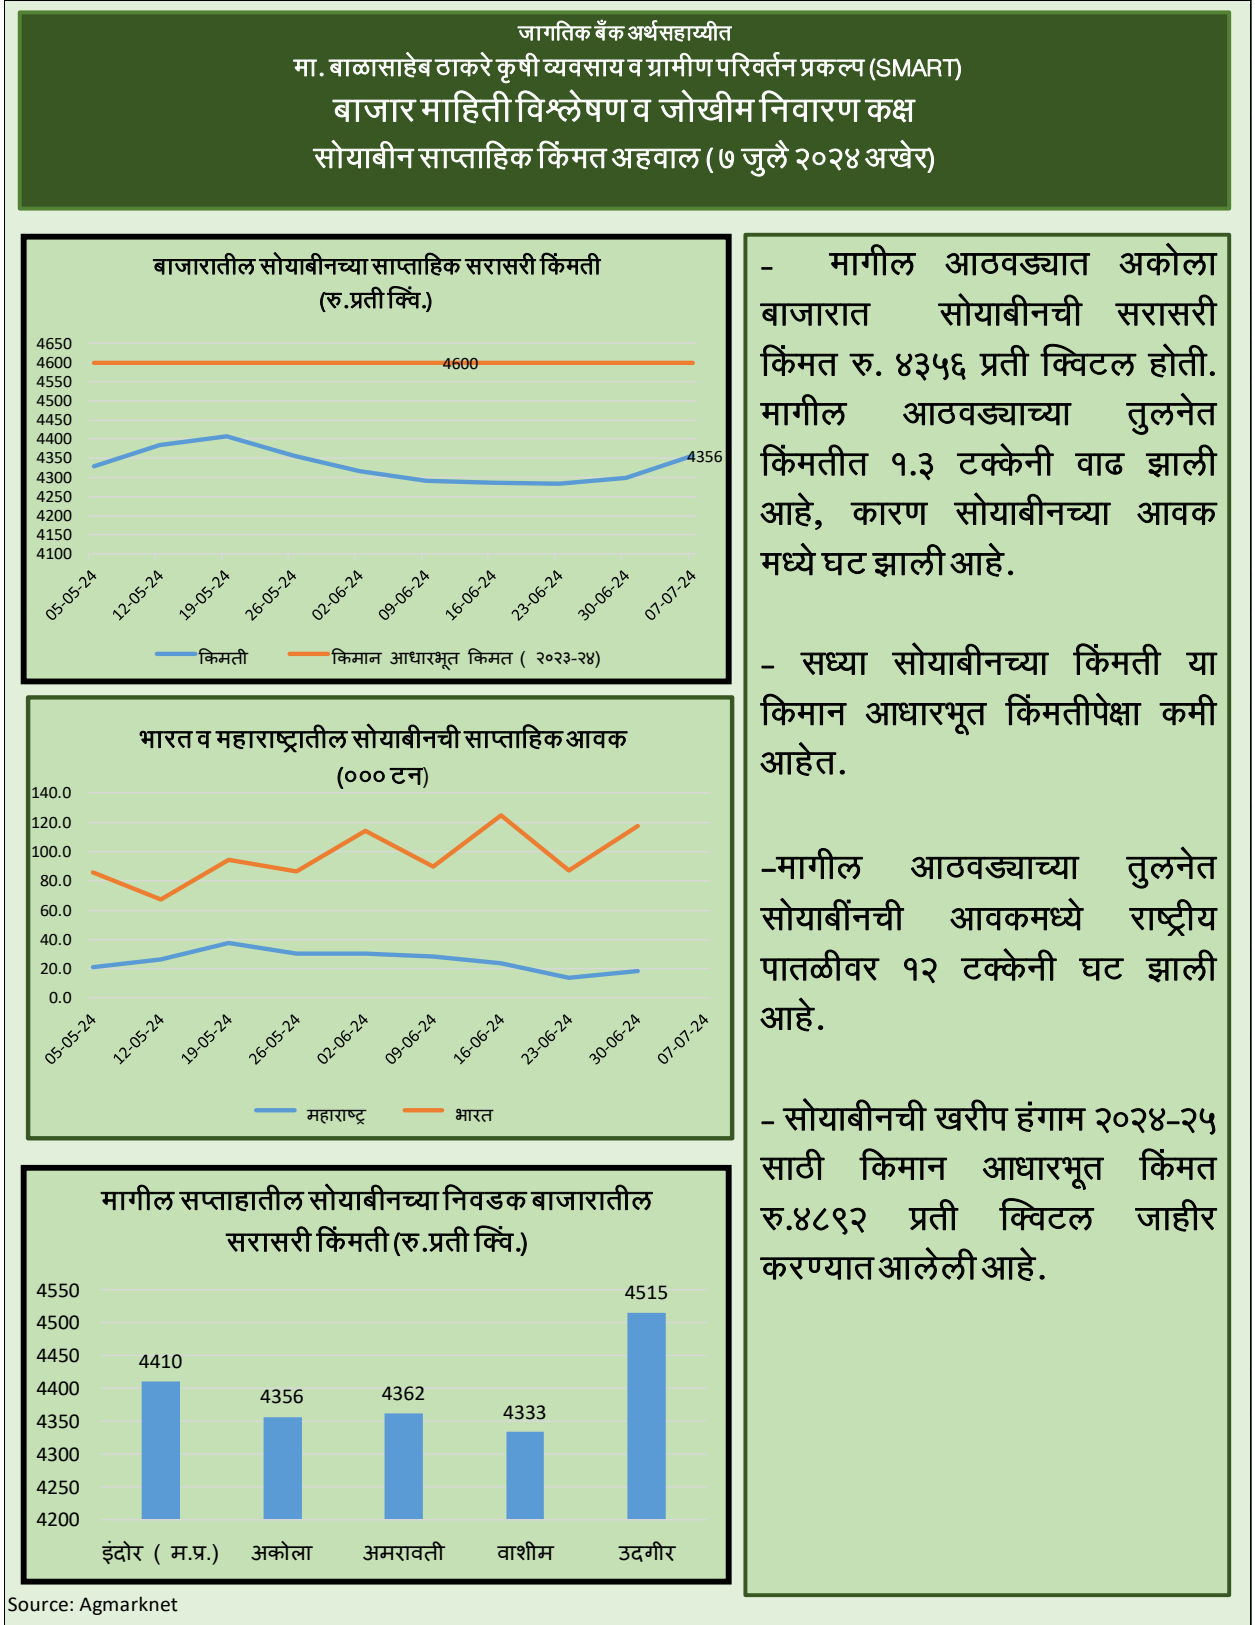 जागतिक बँक अर्थसहाय्यीत
मा. बाळासाहेब ठाकरे कृषी व्यवसाय व ग्रामीण परिवर्तन प्रकल्प (SMART)
बाजार माहिती विश्लेषण व जोखीम निवारण कक्ष
सोयाबीन साप्ताहिक किंमत अहवाल ( ७ जुलै २०२४ अखेर)
बाजारातील सोयाबीनच्या साप्ताहिक सरासरी किंमती
(रु.प्रती क्विं.)
4650
4600
4550
4500
4450
4400
4350
4300
4250
4200
4150
4100
4600
4356
05-05-24
12-05-24
19-05-24
26-05-24
02-06-24
09-06-24
16-06-24
23-06-24
30-06-24
07-07-24
किमती
किमान आधारभूत किमत ( २०२३-२४)
भारत व महाराष्ट्रातील सोयाबीनची साप्ताहिक आवक
(००० टन)
140.0
120.0
100.0
80.0
60.0
40.0
20.0
0.0
05-05-24
12-05-24
19-05-24
26-05-24
02-06-24
09-06-24
16-06-24
23-06-24
30-06-24
07-07-24
महाराष्ट्र
भारत
मागील सप्ताहातील सोयाबीनच्या निवडक बाजारातील
सरासरी किंमती (रु.प्रती क्विं.)
4550
4500
4450
4400
4350
4300
4250
4200
4410
4356
4362
4333
4515
इंदोर ( म.प्र.)
अकोला
अमरावती
वाशीम
उदगीर
Source: Agmarknet
- मागील आठवड्यात अकोला
बाजारात सोयाबीनची सरासरी
किंमत रु. ४३५६ प्रती क्विटल होती.
मागील आठवड्याच्या तुलनेत
किंमतीत १.३ टक्केनी वाढ झाली
आहे, कारण सोयाबीनच्या आवक
मध्ये घट झाली आहे.
- सध्या सोयाबीनच्या किंमती या
किमान आधारभूत किंमतीपेक्षा कमी
आहेत.
-मागील आठवड्याच्या तुलनेत
सोयाबींनची आवकमध्ये राष्ट्रीय
पातळीवर १२ टक्केनी घट झाली
आहे.
- सोयाबीनची खरीप हंगाम २०२४-२५
साठी किमान आधारभूत किंमत
रु.४८९२ प्रती क्विटल जाहीर
करण्यात आलेली आहे.